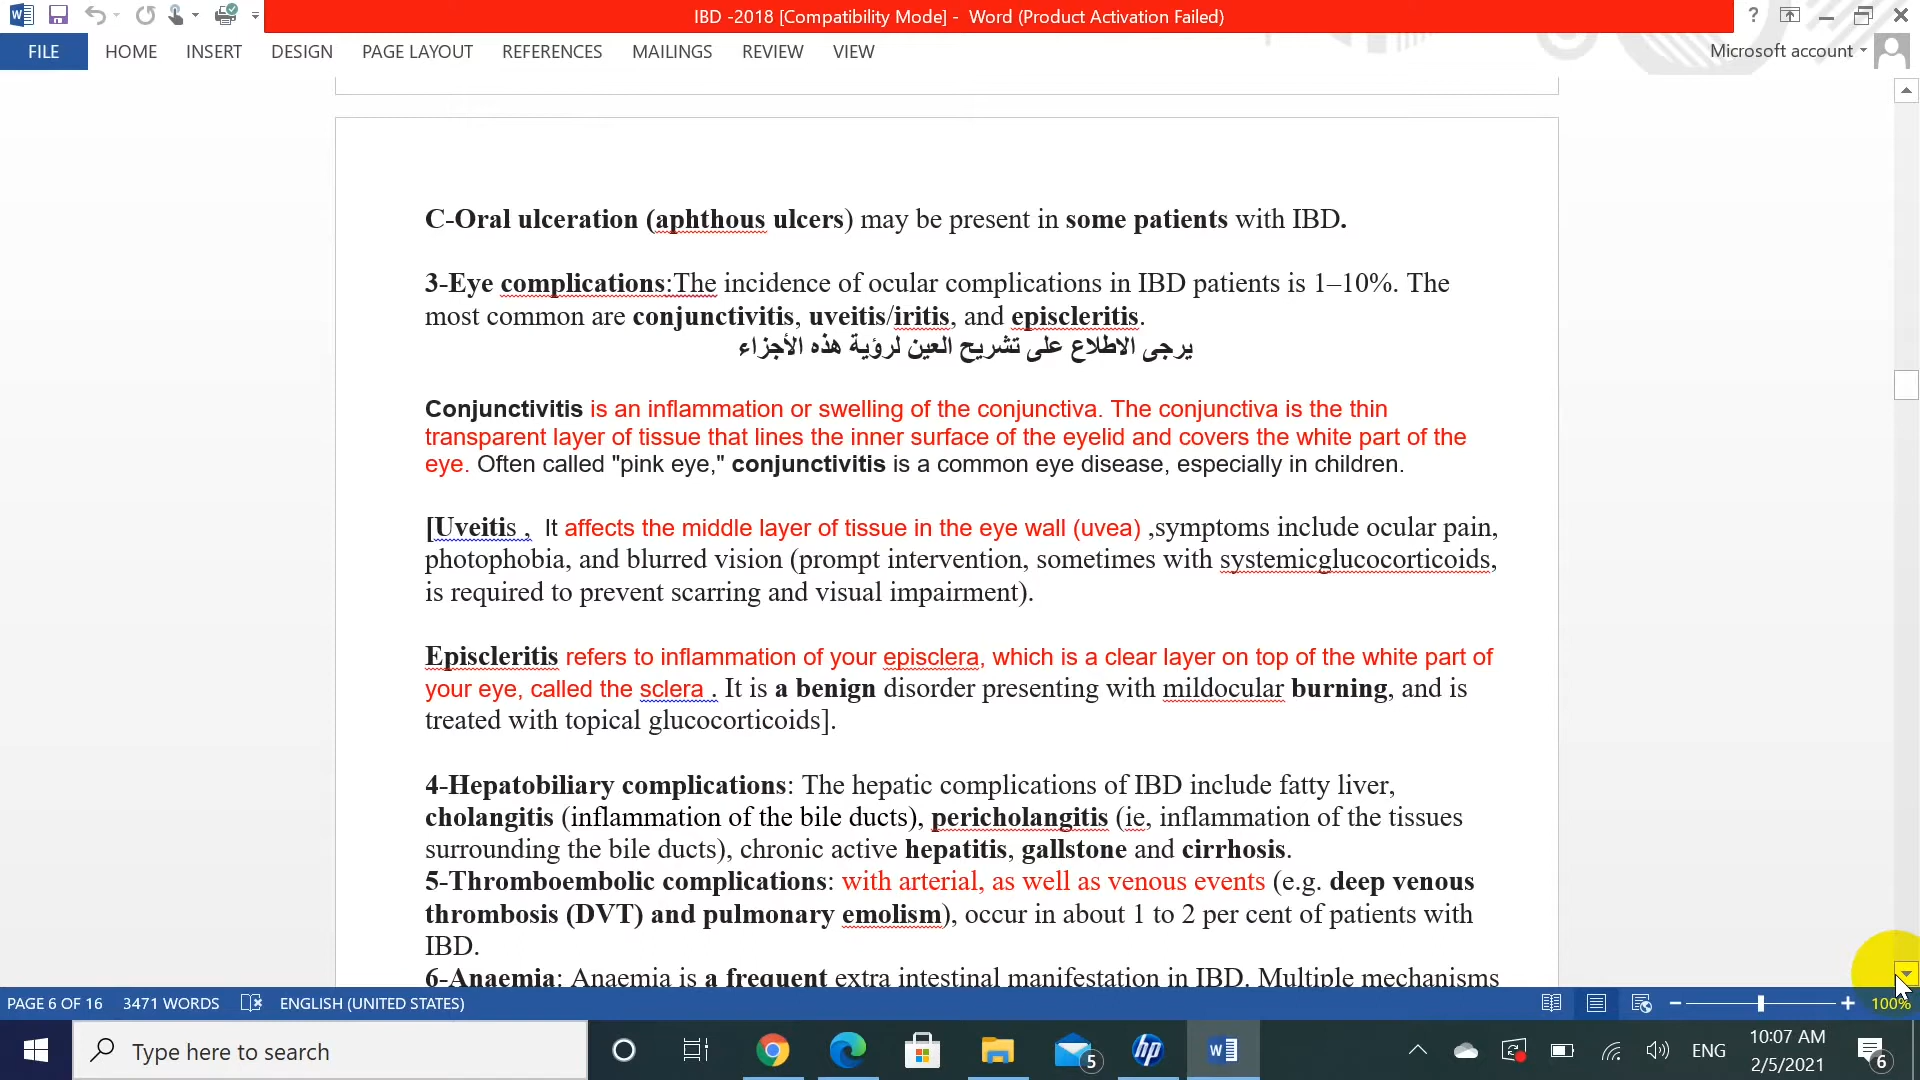 IBD -2018 [Compatibility Mode] - Word (Product Activation Failed)
?
FILE HOME INSERT DESIGN PAGE LAYOUT REFERENCES MAILINGS REVIEW VIEW Microsoft account
C-Oral ulceration (aphthous ulcers) may be present in some patients with IBD.
3-Eye complications:The incidence of ocular complications in IBD patients is 1–10%. The
most common are conjunctivitis, uveitis/iritis, and episcleritis.
يرجى الاطلاع على تشريح العين لرؤية هذه الأجزاء
Conjunctivitis is an inflammation or swelling of the conjunctiva. The conjunctiva is the thin
transparent layer of tissue that lines the inner surface of the eyelid and covers the white part of the
eye. Often called "pink eye," conjunctivitis is a common eye disease, especially in children.
[Uveitis , It affects the middle layer of tissue in the eye wall (uvea) ,symptoms include ocular pain,
photophobia, and blurred vision (prompt intervention, sometimes with systemicglucocorticoids,
is required to prevent scarring and visual impairment).
Episcleritis refers to inflammation of your episclera, which is a clear layer on top of the white part of
your eye, called the sclera . It is a benign disorder presenting with mildocular burning, and is
treated with topical glucocorticoids].
4-Hepatobiliary complications: The hepatic complications of IBD include fatty liver,
cholangitis (inflammation of the bile ducts), pericholangitis (ie, inflammation of the tissues
surrounding the bile ducts), chronic active hepatitis, gallstone and cirrhosis.
5-Thromboembolic complications: with arterial, as well as venous events (e.g. deep venous
thrombosis (DVT) and pulmonary emolism), occur in about 1 to 2 per cent of patients with
IBD.
6-Anaemia: Anaemia is a frequent extra intestinal manifestation in IBD. Multiple mechanisms
PAGE 6 OF 16 3471 WORDS ENGLISH (UNITED STATES) 100%
Type here to search 5 hp W ENG 10:07 AM
2/5/2021 6